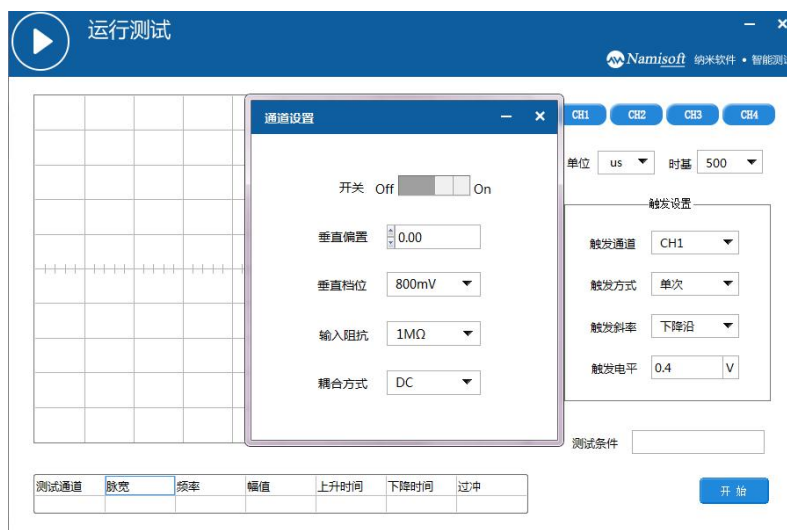 运行测试
Namisoft 纳米软件 • 智能测试
通道设置
CH1 CH2 CH3 CH4
单位 us 时基 500
开关 Off On
垂直偏置 0.00
垂直档位 800mV
输入阻抗 1MΩ
耦合方式 DC
触发设置
触发通道 CH1
触发方式 单次
触发斜率 下降沿
触发电平 0.4 V
测试条件
测试通道 脉宽 频率 幅值 上升时间 下降时间 过冲
开始